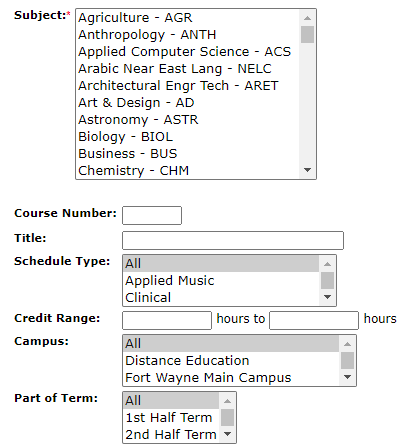 Subject:*
Agriculture - AGR
Anthropology - ANTH
Applied Computer Science - ACS
Arabic Near East Lang - NELC
Architectural Engr Tech - ARET
Art & Design - AD
Astronomy - ASTR
Biology - BIOL
Business - BUS
Chemistry - CHM
Course Number:
Title:
Schedule Type:
All
Applied Music
Clinical
Credit Range: hours to hours
Campus:
All
Distance Education
Fort Wayne Main Campus
Part of Term:
All
1st Half Term
2nd Half Term